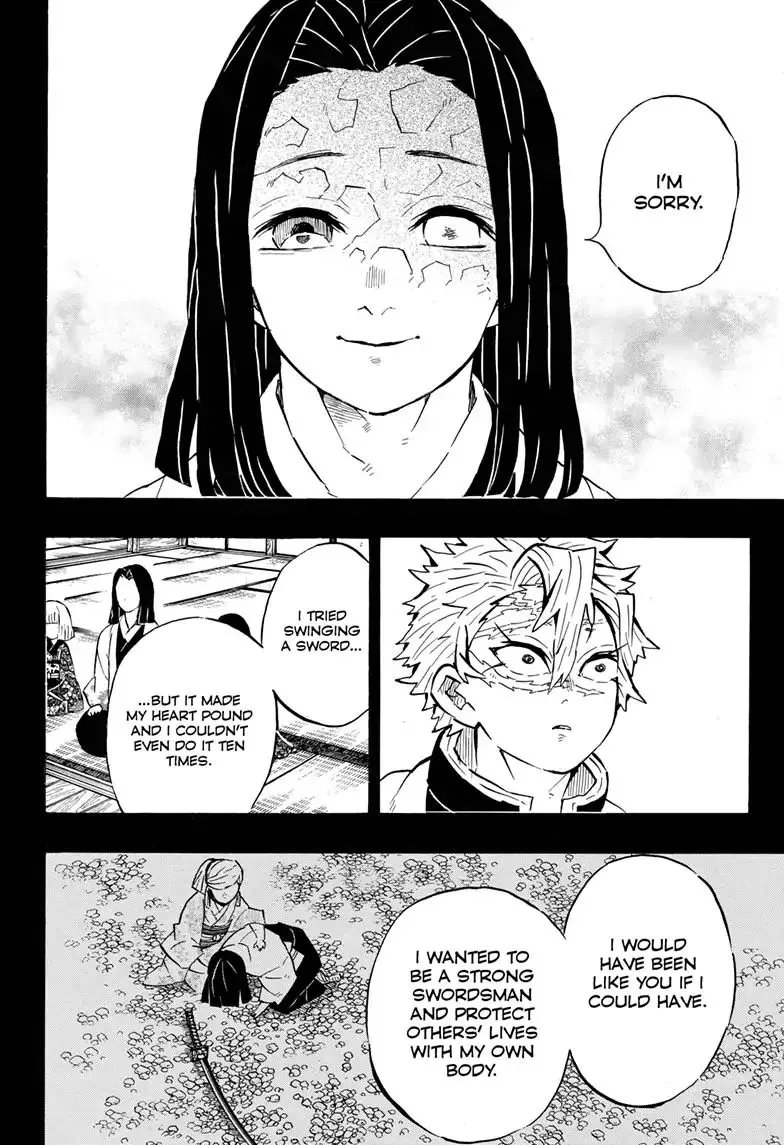 I'M
SORRY.
I TRIED
SWINGING
A SWORD...
...BUT IT MADE
MY HEART POUND
AND I COULDN'T
EVEN DO IT TEN
TIMES.
I WOULD
HAVE BEEN
LIKE YOU IF I
COULD HAVE.
I WANTED TO
BE A STRONG
SWORDSMAN
AND PROTECT
OTHERS' LIVES
WITH MY OWN
BODY.